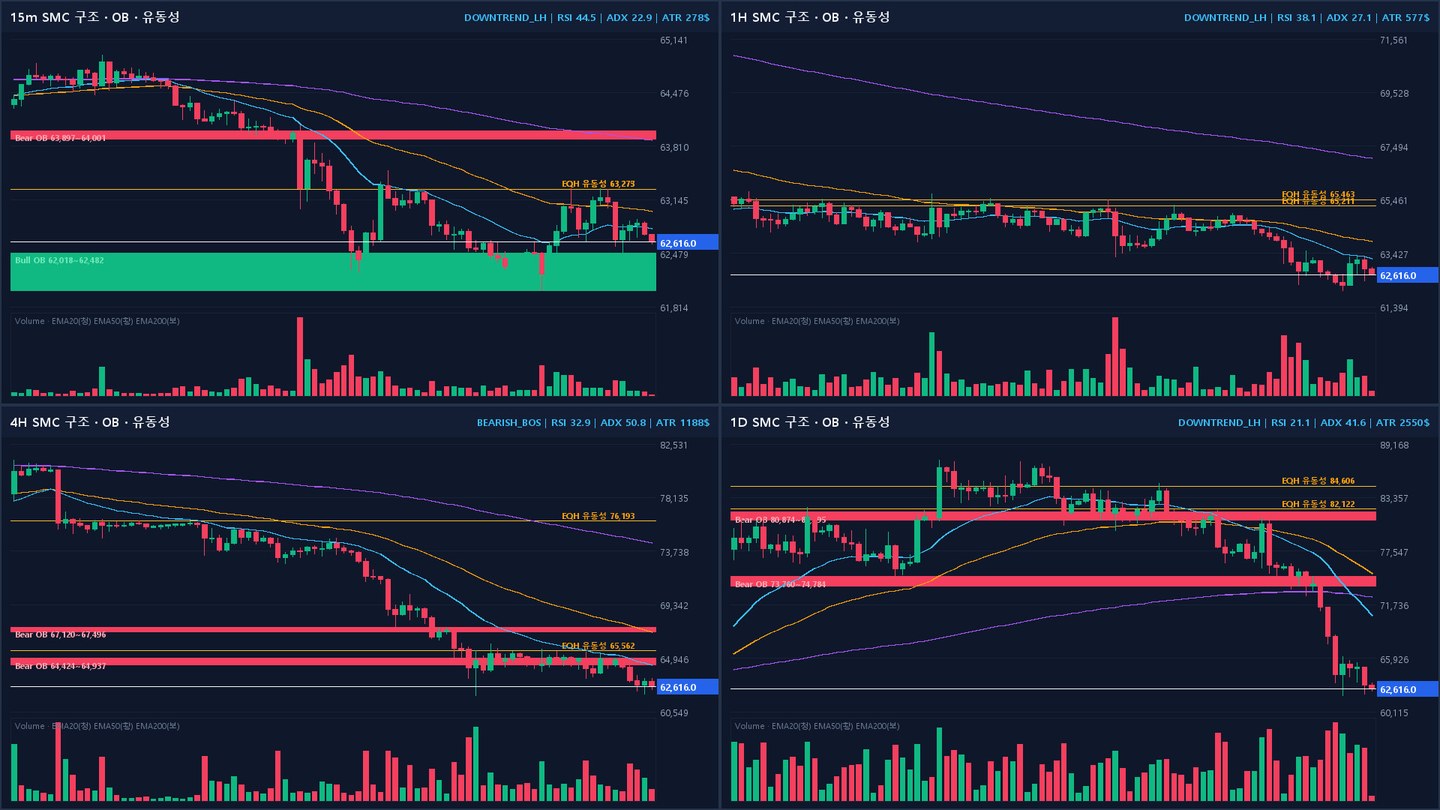 15m SMC 구조 · OB · 유동성
DOWNTREND_LH | RSI 44.5 | ADX 22.9 | ATR 278$
65,141
64,476
Bear OB 63,897~64,001
63,810
EQH 유동성 63,273
63,145
62,616.0
62,479
Bull OB 62,018~62,482
61,814
Volume · EMA20(청) EMA50(황) EMA200(보)
1H SMC 구조 · OB · 유동성
DOWNTREND_LH | RSI 38.1 | ADX 27.1 | ATR 577$
71,561
69,528
67,494
EQH 유동성 65,463
EQH 유동성 65,211
65,461
63,427
62,616.0
61,394
Volume · EMA20(청) EMA50(황) EMA200(보)
4H SMC 구조 · OB · 유동성
BEARISH_BOS | RSI 32.9 | ADX 50.8 | ATR 1188$
82,531
78,135
EQH 유동성 76,193
73,738
69,342
Bear OB 67,120~67,496
EQH 유동성 65,562
64,946
Bear OB 64,424~64,937
62,616.0
60,549
Volume · EMA20(청) EMA50(황) EMA200(보)
1D SMC 구조 · OB · 유동성
DOWNTREND_LH | RSI 21.1 | ADX 41.6 | ATR 2550$
89,168
EQH 유동성 84,606
83,357
EQH 유동성 82,122
Bear OB 80,874~
77,547
Bear OB 73,760~74,784
71,736
65,926
62,616.0
60,115
Volume · EMA20(청) EMA50(황) EMA200(보)